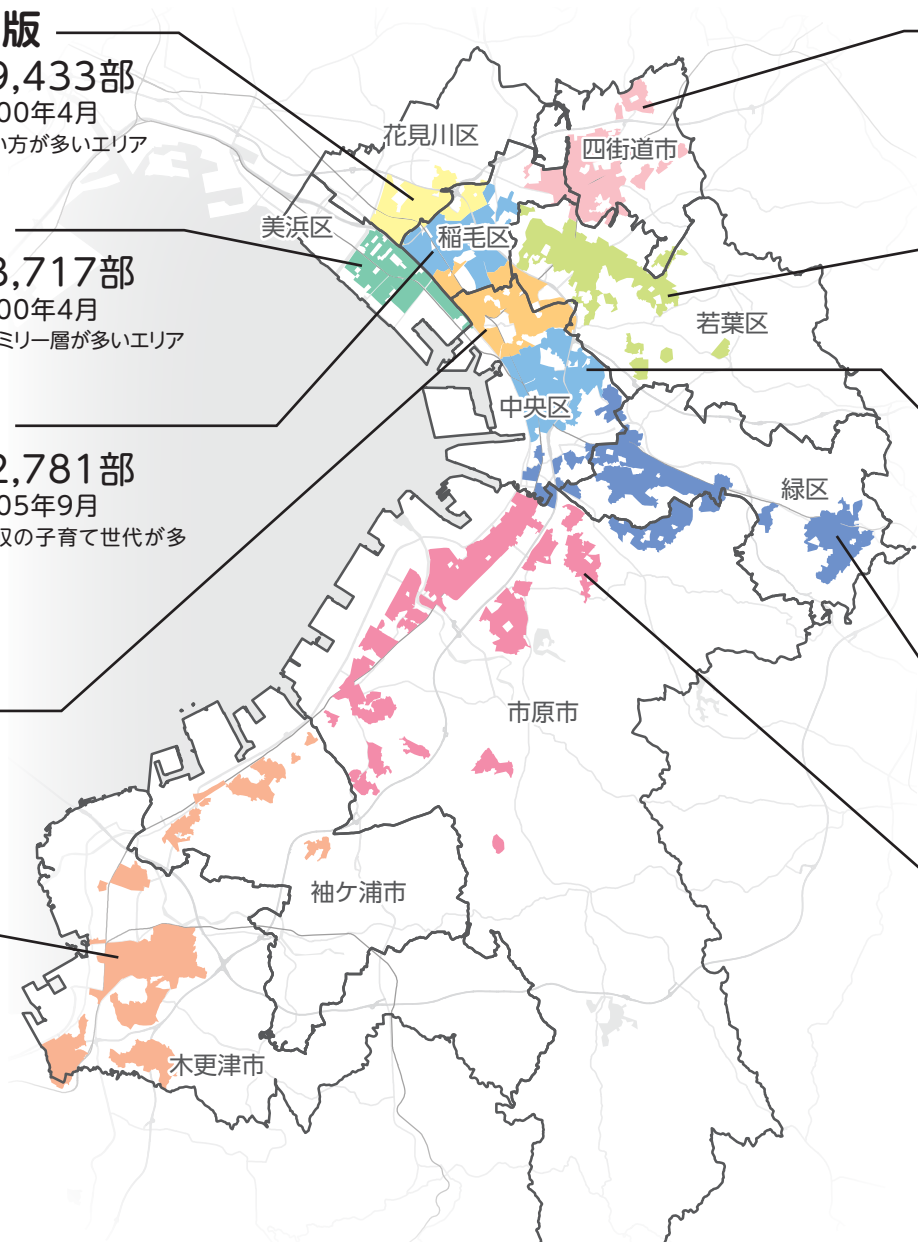 版
9,433部
00年4月
い方が多いエリア
3,717部
00年4月
ミリー層が多いエリア
2,781部
05年9月
収の子育て世代が多
花見川区
四街道市
美浜区
稲毛区
若葉区
中央区
緑区
市原市
袖ケ浦市
木更津市